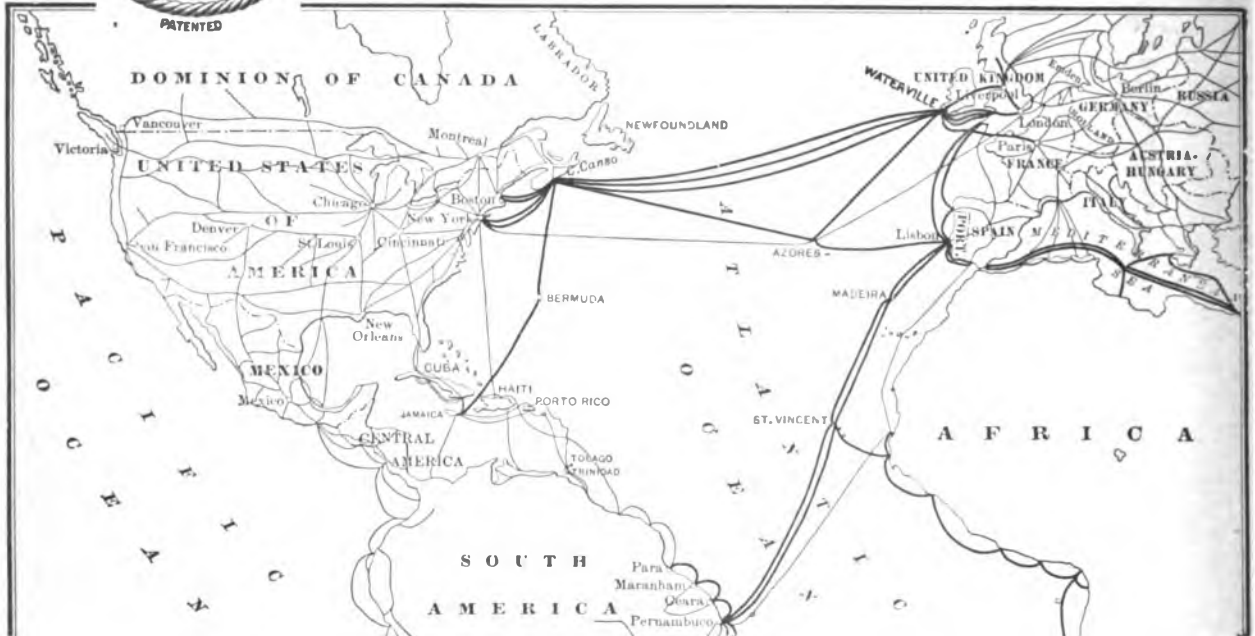 PATENTED
DOMINION OF CANADA
LABRADOR
NEWFOUNDLAND
WATERVILLE
UNITED KINGDOM
Liverpool
Emden
Berlin
RUSSIA
GERMANY
London
HOLLAND
Paris
FRANCE
AUSTRIA-
HUNGARY
ITALY
Vancouver
Victoria
Montreal
C. Canso
UNITED STATES
OF
AMERICA
Chicago
Boston
New York
Denver
St. Louis
Cincinnati
Francisco
Lisbon
PORT.
SPAIN
MEDITERRANEAN
SEA
AZORES
MADEIRA
BERMUDA
New
Orleans
MEXICO
Mexico
CUBA
HAITI
PORTO RICO
JAMAICA
ST. VINCENT
AFRICA
CENTRAL
AMERICA
TOBAGO
TRINIDAD
PACIFIC
OCEAN
ATLANTIC
OCEAN
SOUTH
AMERICA
Para
Maranham
Ceara
Pernambuco